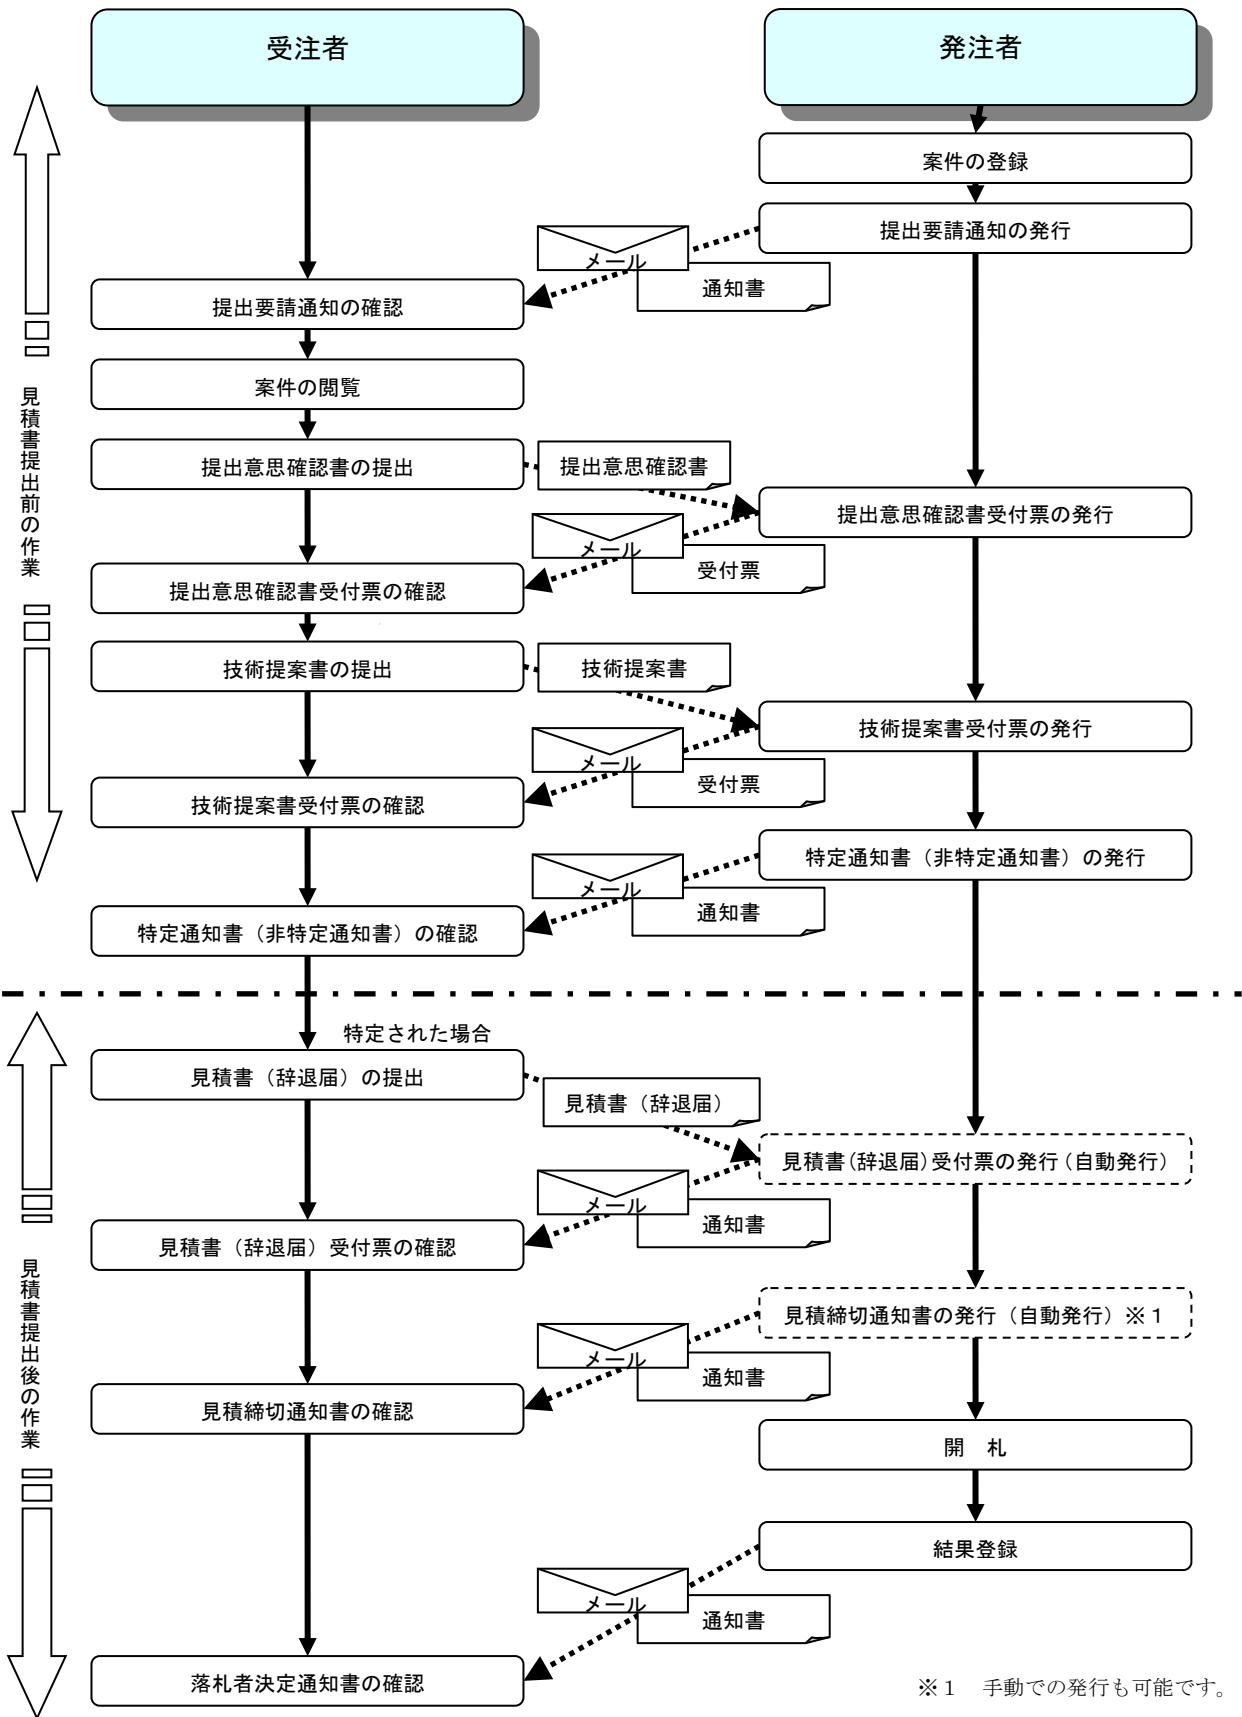 受注者
発注者
案件の登録
提出要請通知の発行
メール
通知書
提出要請通知の確認
案件の閲覧
提出意思確認書の提出
提出意思確認書
提出意思確認書受付票の発行
メール
受付票
提出意思確認書受付票の確認
技術提案書の提出
技術提案書
技術提案書受付票の発行
メール
受付票
技術提案書受付票の確認
特定通知書（非特定通知書）の発行
メール
通知書
特定通知書（非特定通知書）の確認
見積書提出前の作業
特定された場合
見積書（辞退届）の提出
見積書（辞退届）
見積書(辞退届)受付票の発行(自動発行)
メール
通知書
見積書（辞退届）受付票の確認
見積締切通知書の発行（自動発行）※１
メール
通知書
見積締切通知書の確認
開　札
結果登録
メール
通知書
落札者決定通知書の確認
見積書提出後の作業
※１　手動での発行も可能です。